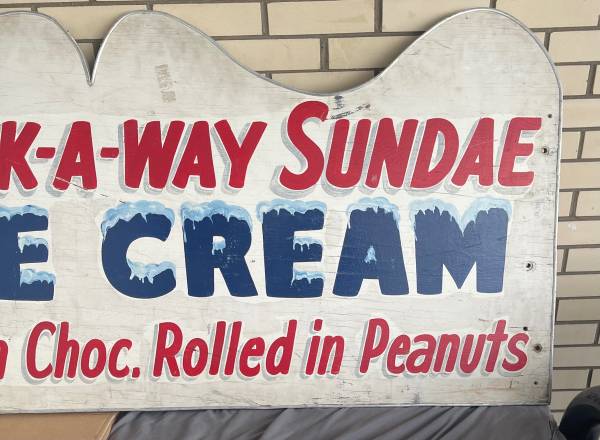 K-A-WAY SUNDAE
E CREAM
Choc. Rolled in Peanuts